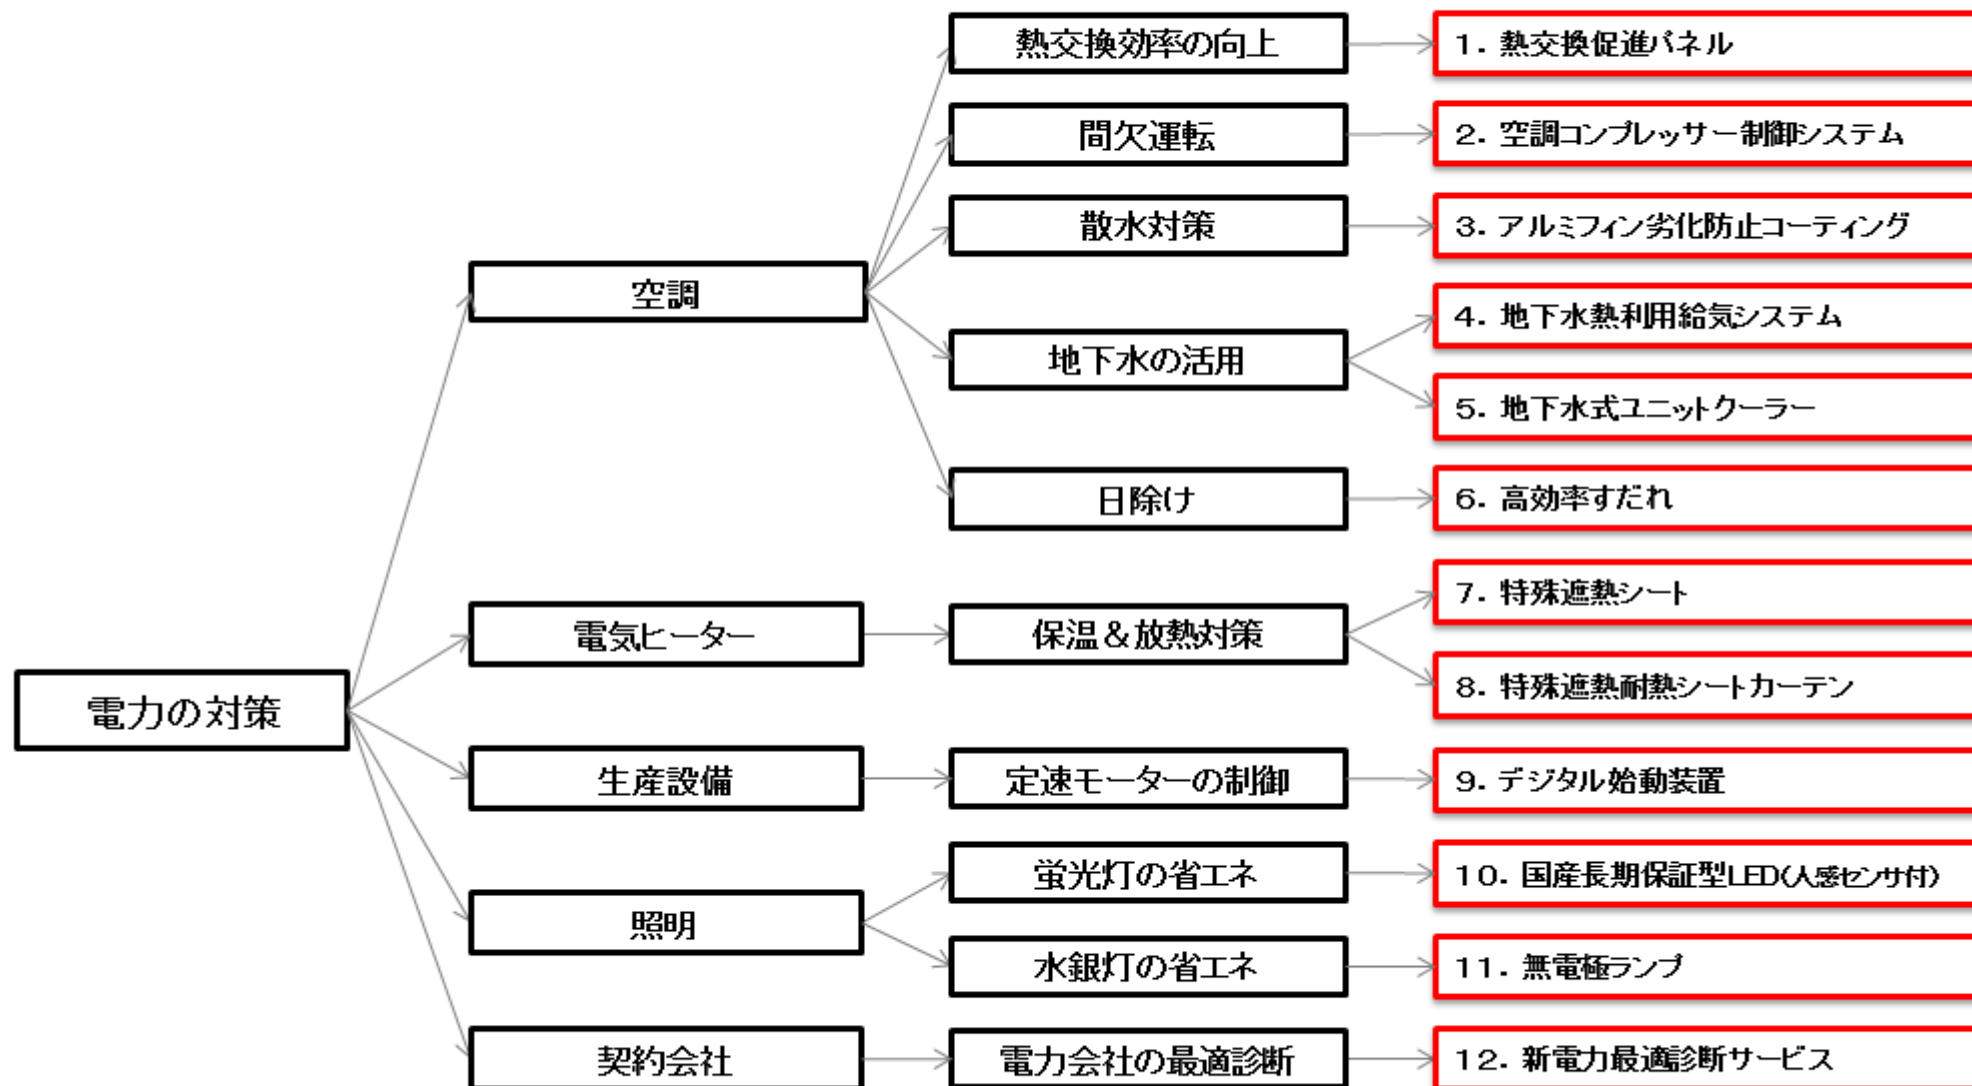 電力の対策
空調
熱交換効率の向上
1. 熱交換促進パネル
間欠運転
2. 空調コンプレッサー制御システム
散水対策
3. アルミフィン劣化防止コーティング
地下水の活用
4. 地下水熱利用給気システム
5. 地下水式ユニットクーラー
日除け
6. 高効率すだれ
電気ヒーター
保温&放熱対策
7. 特殊遮熱シート
8. 特殊遮熱耐熱シートカーテン
生産設備
定速モーターの制御
9. デジタル始動装置
照明
蛍光灯の省エネ
10. 国産長期保証型LED(人感センサ付)
水銀灯の省エネ
11. 無電極ランプ
契約会社
電力会社の最適診断
12. 新電力最適診断サービス